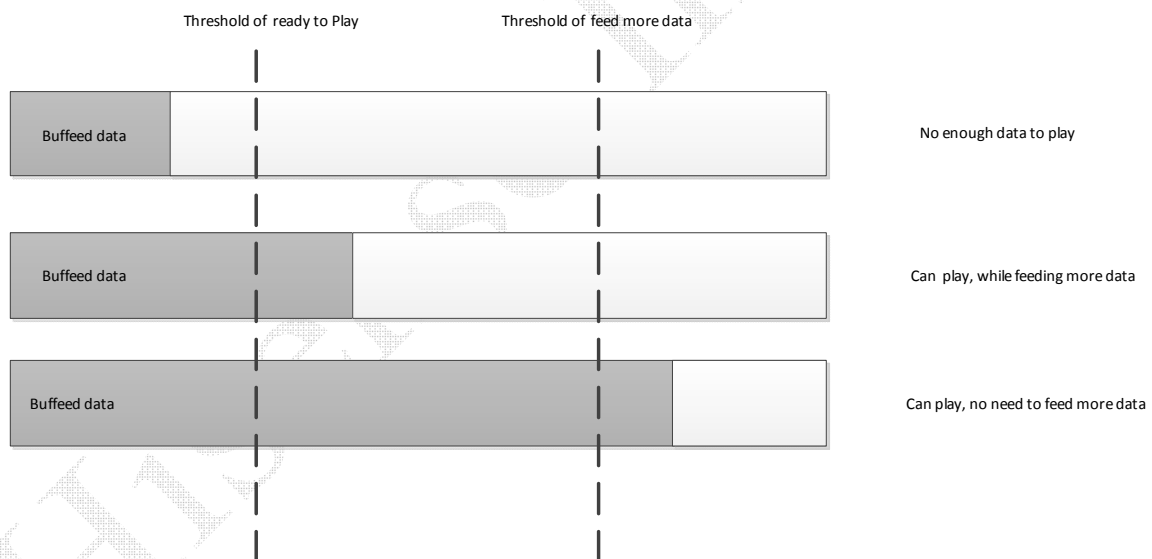 Threshold of ready to Play
Threshold of feed more data
Buffeed data
No enough data to play
Buffeed data
Can play, while feeding more data
Buffeed data
Can play, no need to feed more data